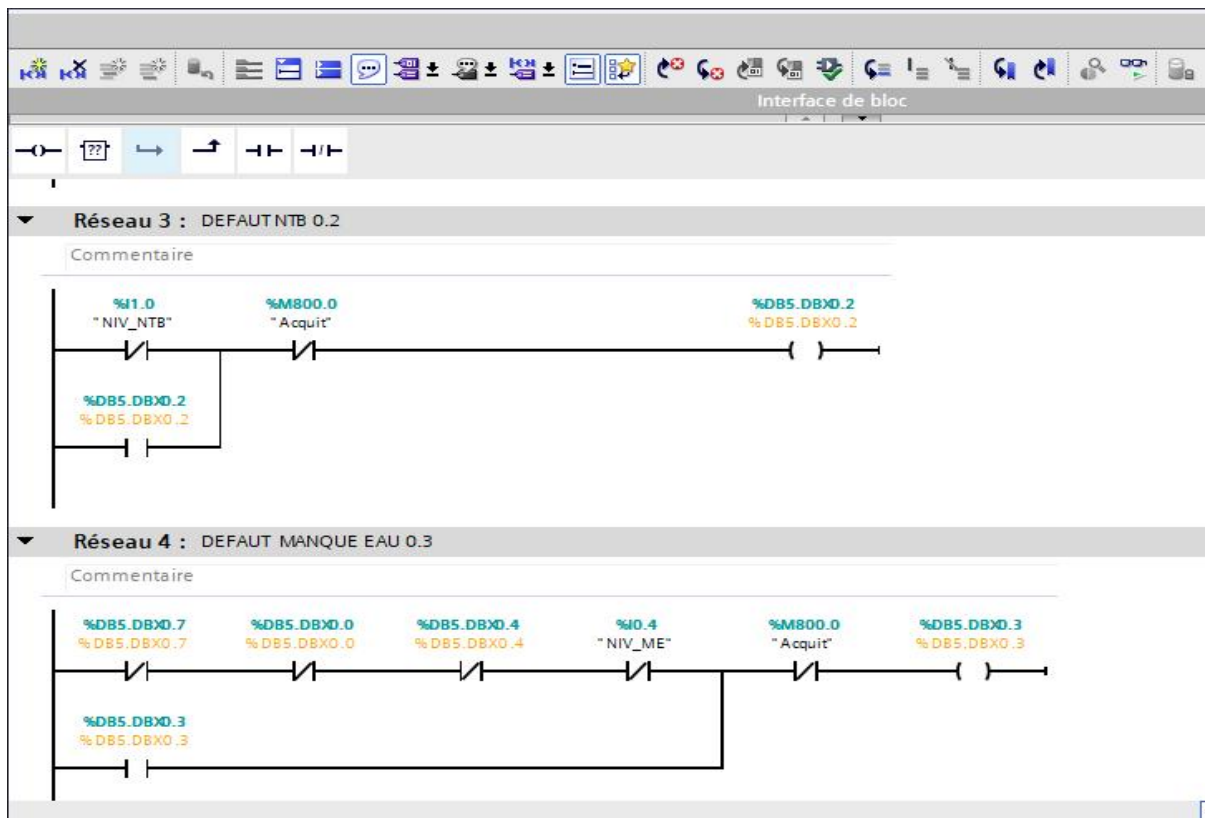 Interface de bloc
??
Réseau 3 : DEFAUT NTB 0.2
Commentaire
%I1.0 %M800.0 %DB5.DBX0.2
"NIV_NTB" "Acquit" %DB5.DBX0.2
%DB5.DBX0.2
%DB5.DBX0.2
Réseau 4 : DEFAUT MANQUE EAU 0.3
Commentaire
%DB5.DBX0.7 %DB5.DBX0.0 %DB5.DBX0.4 %I0.4 %M800.0 %DB5.DBX0.3
%DB5.DBX0.7 %DB5.DBX0.0 %DB5.DBX0.4 "NIV_ME" "Acquit" %DB5.DBX0.3
%DB5.DBX0.3
%DB5.DBX0.3